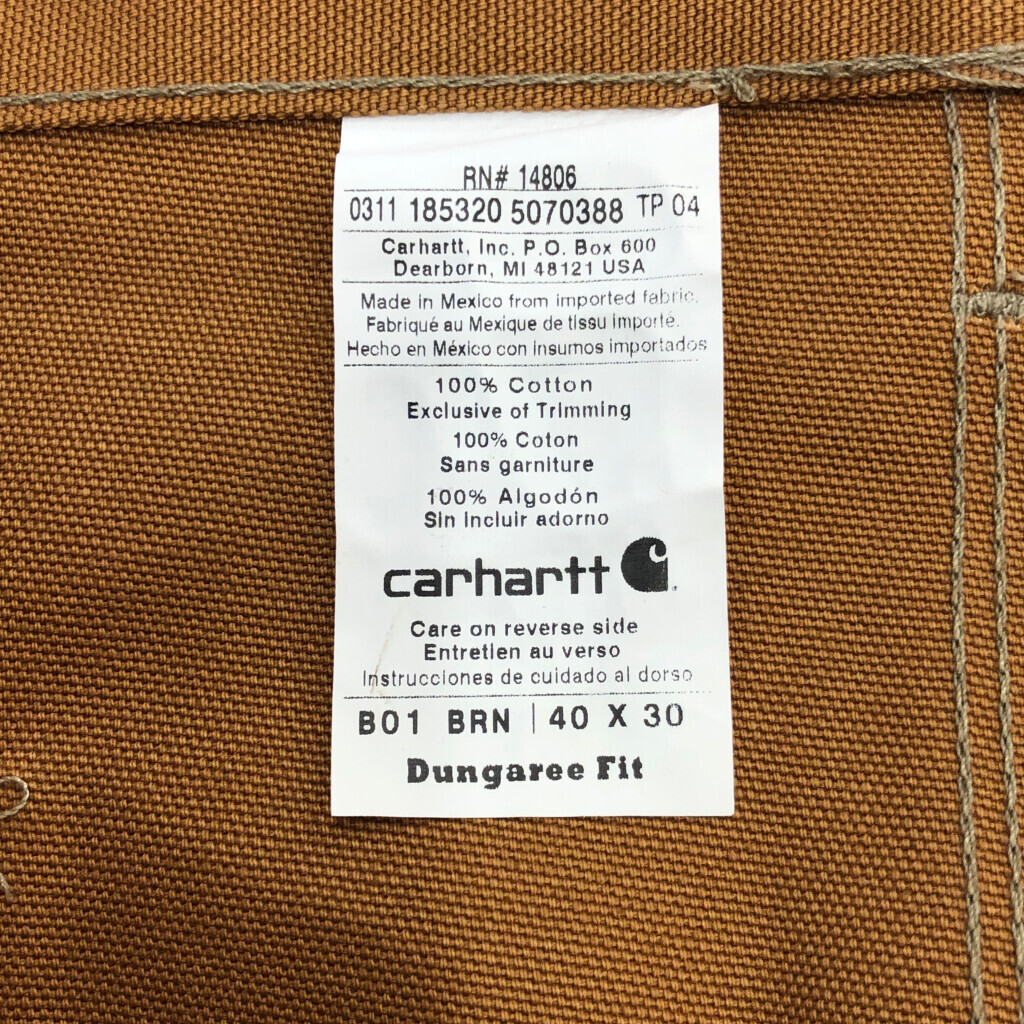 RN# 14806
0311 185320 5070388 TP 04
Carhartt, Inc. P.O. Box 600
Dearborn, MI 48121 USA
Made in Mexico from imported fabric.
Fabriqué au Mexique de tissu importé.
Hecho en México con insumos importados
100% Cotton
Exclusive of Trimming
100% Coton
Sans garniture
100% Algodón
Sin incluir adorno
carhartt
Care on reverse side
Entretien au verso
Instrucciones de cuidado al dorso
B01 BRN | 40 X 30
Dungaree Fit